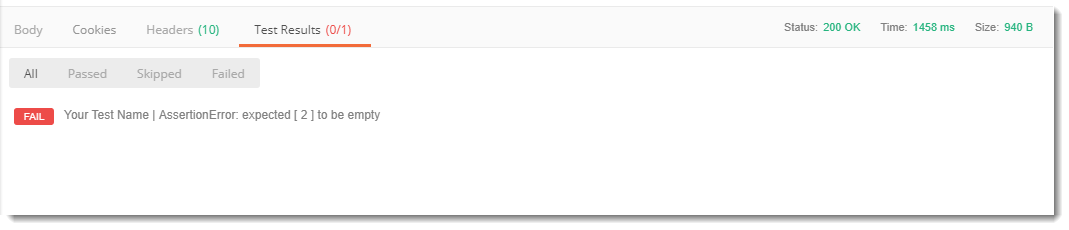 Body Cookies Headers (10) Test Results (0/1) Status: 200 OK Time: 1458 ms Size: 940 B
All Passed Skipped Failed
FAIL Your Test Name | AssertionError: expected [ 2 ] to be empty